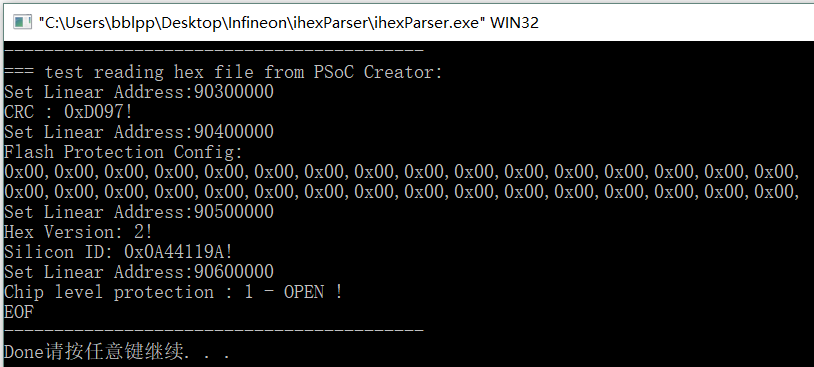 "C:\Users\bblpp\Desktop\Infineon\ihexParser\ihexParser.exe" WIN32
------------------------------------------
=== test reading hex file from PSoC Creator:
Set Linear Address:90300000
CRC : 0xD097!
Set Linear Address:90400000
Flash Protection Config:
0x00,0x00,0x00,0x00,0x00,0x00,0x00,0x00,0x00,0x00,0x00,0x00,0x00,0x00,0x00,0x00,
0x00,0x00,0x00,0x00,0x00,0x00,0x00,0x00,0x00,0x00,0x00,0x00,0x00,0x00,0x00,0x00,
Set Linear Address:90500000
Hex Version: 2!
Silicon ID: 0x0A44119A!
Set Linear Address:90600000
Chip level protection : 1 - OPEN !
EOF
------------------------------------------
Done请按任意键继续. . .